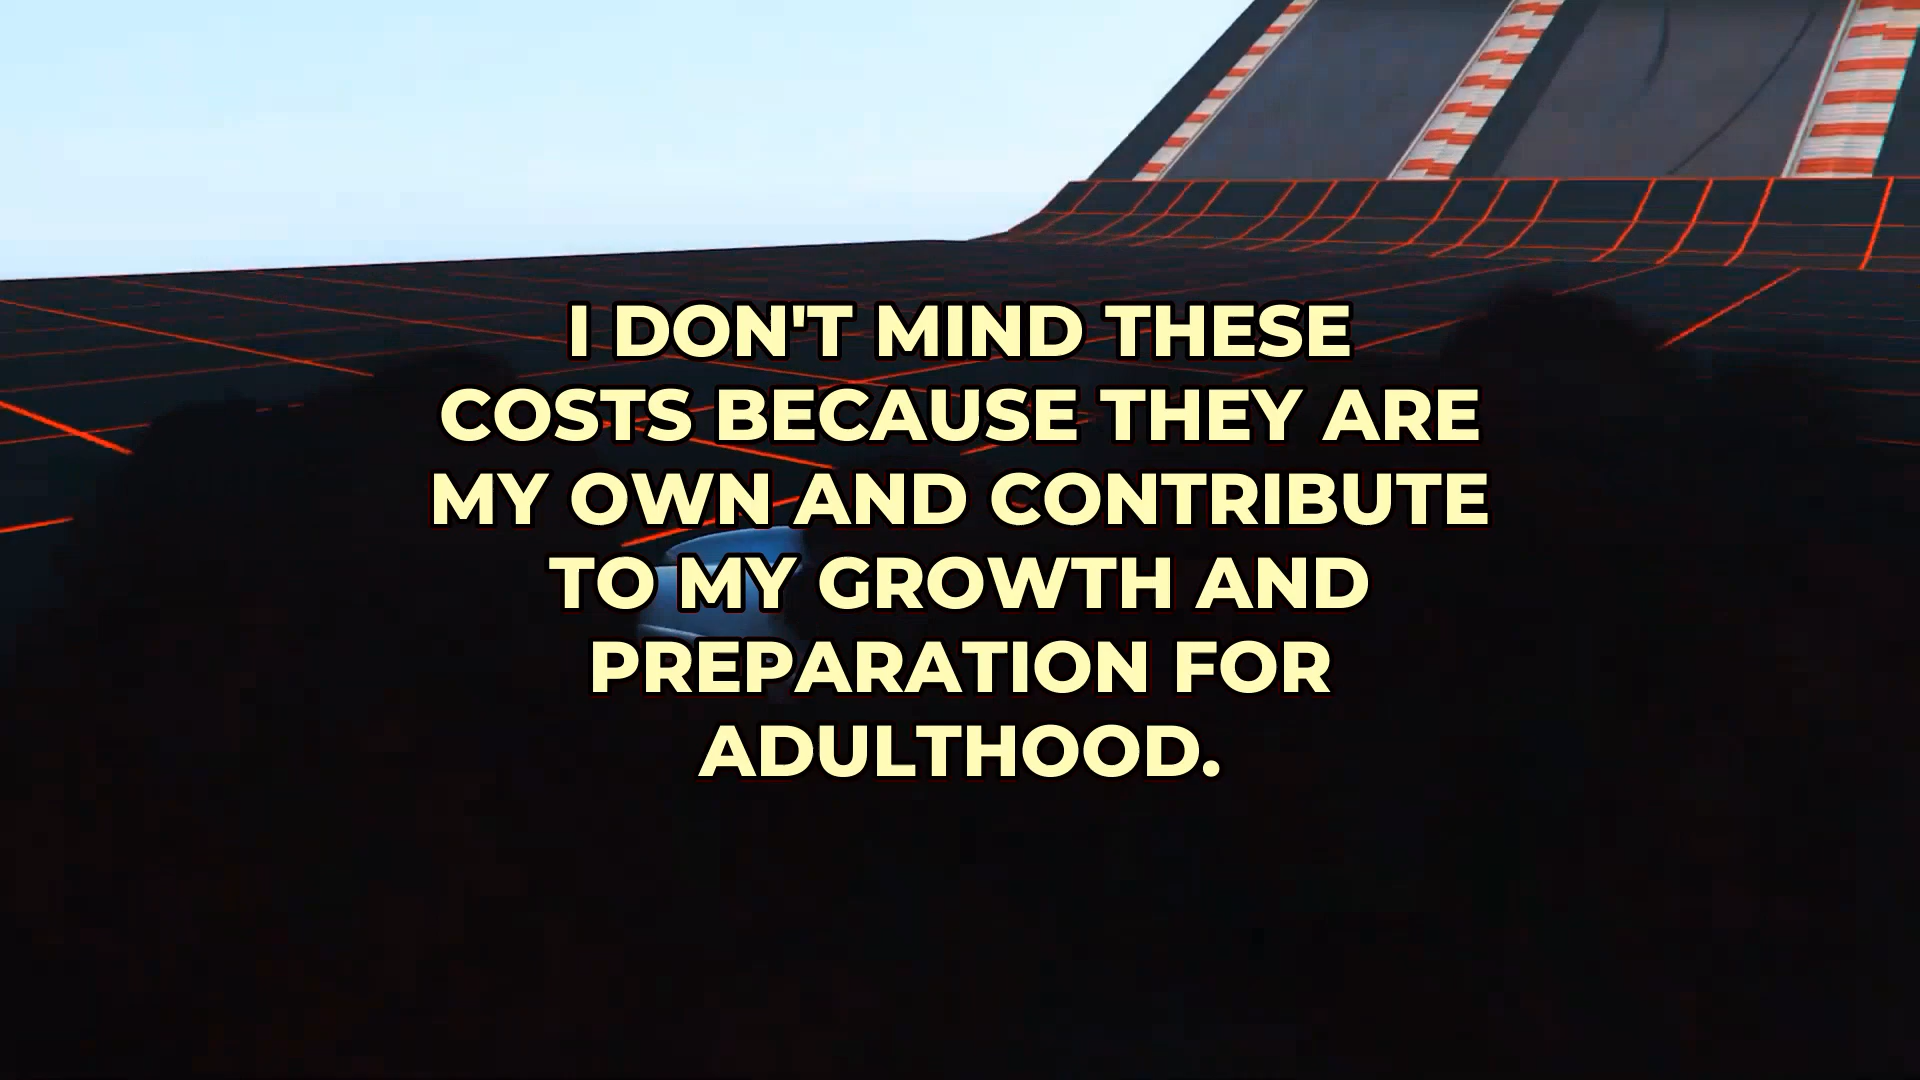 I DON'T MIND THESE
COSTS BECAUSE THEY ARE
MY OWN AND CONTRIBUTE
TO MY GROWTH AND
PREPARATION FOR
ADULTHOOD.